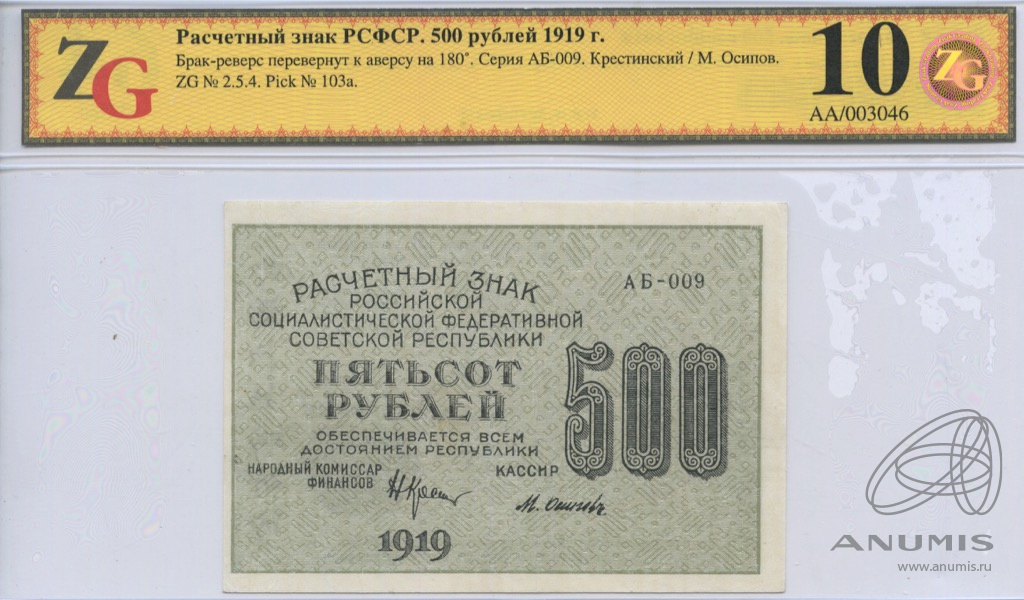 ZG
Расчетный знак РСФСР. 500 рублей 1919 г.
Брак-реверс перевернут к аверсу на 180°. Серия АБ-009. Крестинский / М. Осипов.
ZG № 2.5.4. Pick № 103a.
10
AA/003046
ZG
РАСЧЕТНЫЙ ЗНАК
РОССИЙСКОЙ
СОЦИАЛИСТИЧЕСКОЙ ФЕДЕРАТИВНОЙ
СОВЕТСКОЙ РЕСПУБЛИКИ
АБ-009
ПЯТЬСОТ
РУБЛЕЙ
500
ОБЕСПЕЧИВАЕТСЯ ВСЕМ
ДОСТОЯНИЕМ РЕСПУБЛИКИ
НАРОДНЫЙ КОМИССАР
ФИНАНСОВ
КАССИР
Н Крест
М. Осиповъ
1919
ANUMIS
www.anumis.ru